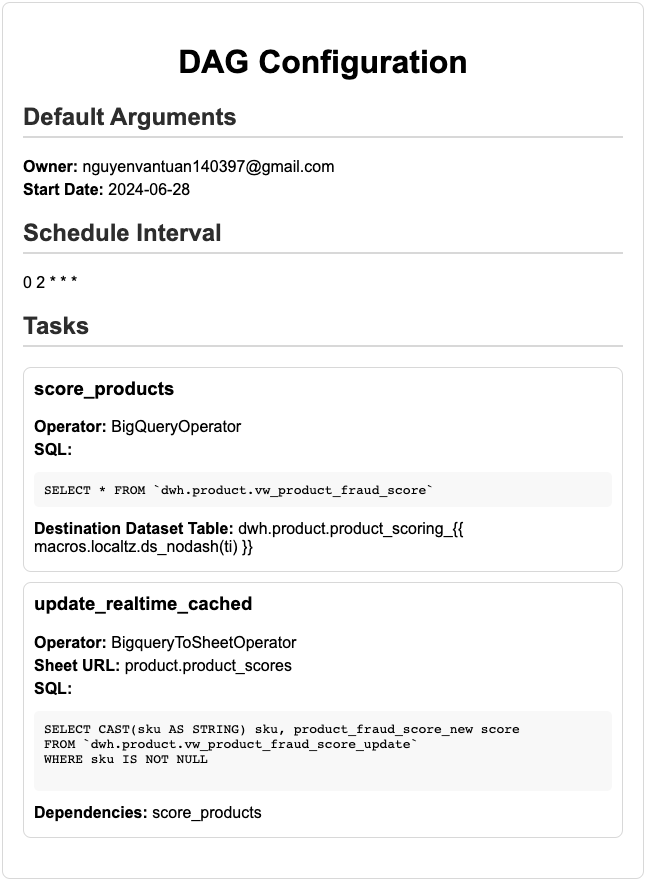 DAG Configuration
Default Arguments
Owner: nguyenvantuan140397@gmail.com
Start Date: 2024-06-28
Schedule Interval
0 2 * * *
Tasks
score_products
Operator: BigQueryOperator
SQL:
SELECT * FROM `dwh.product.vw_product_fraud_score`
Destination Dataset Table: dwh.product.product_scoring_{{
macros.localtz.ds_nodash(ti) }}
update_realtime_cached
Operator: BigqueryToSheetOperator
Sheet URL: product.product_scores
SQL:
SELECT CAST(sku AS STRING) sku, product_fraud_score_new score
FROM `dwh.product.vw_product_fraud_score_update`
WHERE sku IS NOT NULL
Dependencies: score_products